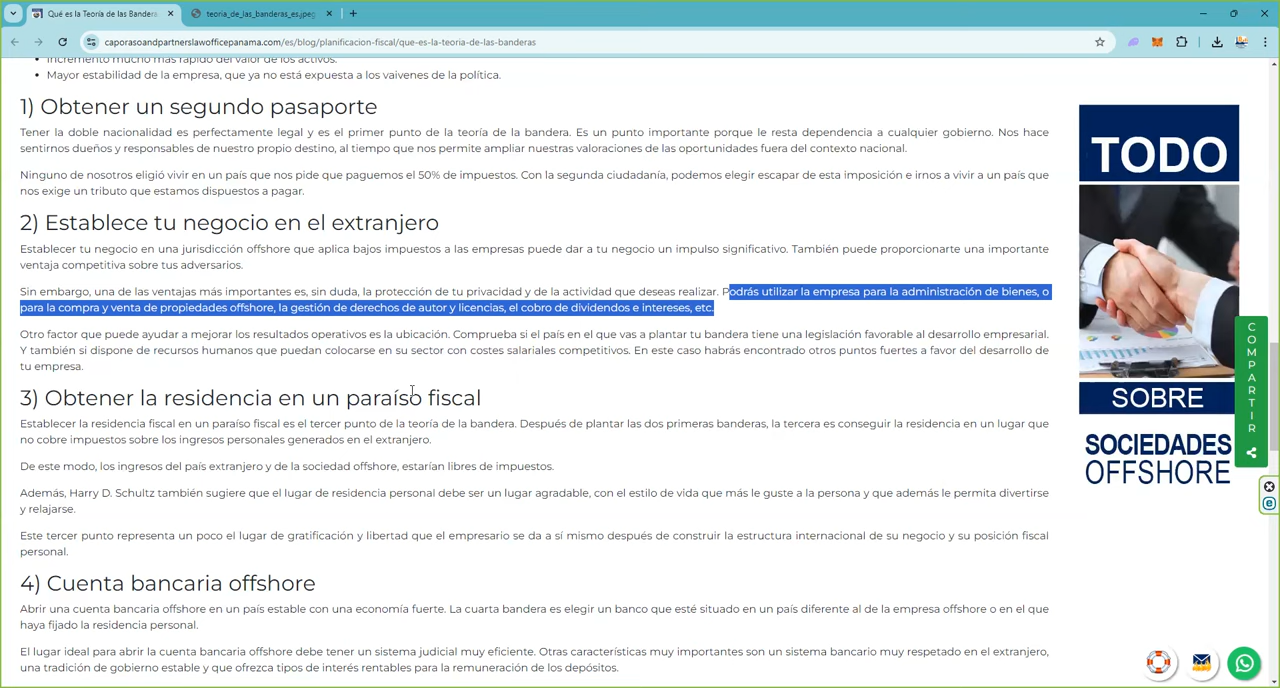 Qué es la Teoría de las Bandera
teoria_de_las_banderas_es.jpeg
caporasoandpartnerslawofficepanama.com/es/blog/planificacion-fiscal/que-es-la-teoria-de-las-banderas
Incremento mucho más rápido del valor de los activos.
Mayor estabilidad de la empresa, que ya no está expuesta a los vaivenes de la política.
1) Obtener un segundo pasaporte
Tener la doble nacionalidad es perfectamente legal y es el primer punto de la teoría de la bandera. Es un punto importante porque le resta dependencia a cualquier gobierno. Nos hace
sentirnos dueños y responsables de nuestro propio destino, al tiempo que nos permite ampliar nuestras valoraciones de las oportunidades fuera del contexto nacional.
Ninguno de nosotros eligió vivir en un país que nos pide que paguemos el 50% de impuestos. Con la segunda ciudadanía, podemos elegir escapar de esta imposición e irnos a vivir a un país que
nos exige un tributo que estamos dispuestos a pagar.
2) Establece tu negocio en el extranjero
Establecer tu negocio en una jurisdicción offshore que aplica bajos impuestos a las empresas puede dar a tu negocio un impulso significativo. También puede proporcionarte una importante
ventaja competitiva sobre tus adversarios.
Sin embargo, una de las ventajas más importantes es, sin duda, la protección de tu privacidad y de la actividad que deseas realizar. Podrás utilizar la empresa para la administración de bienes, o
para la compra y venta de propiedades offshore, la gestión de derechos de autor y licencias, el cobro de dividendos e intereses, etc.
Otro factor que puede ayudar a mejorar los resultados operativos es la ubicación. Comprueba si el país en el que vas a plantar tu bandera tiene una legislación favorable al desarrollo empresarial.
Y también si dispone de recursos humanos que puedan colocarse en su sector con costes salariales competitivos. En este caso habrás encontrado otros puntos fuertes a favor del desarrollo de
tu empresa.
3) Obtener la residencia en un paraíso fiscal
Establecer la residencia fiscal en un paraíso fiscal es el tercer punto de la teoría de la bandera. Después de plantar las dos primeras banderas, la tercera es conseguir la residencia en un lugar que
no cobre impuestos sobre los ingresos personales generados en el extranjero.
De este modo, los ingresos del país extranjero y de la sociedad offshore, estarían libres de impuestos.
Además, Harry D. Schultz también sugiere que el lugar de residencia personal debe ser un lugar agradable, con el estilo de vida que más le guste a la persona y que además le permita divertirse
y relajarse.
Este tercer punto representa un poco el lugar de gratificación y libertad que el empresario se da a sí mismo después de construir la estructura internacional de su negocio y su posición fiscal
personal.
4) Cuenta bancaria offshore
Abrir una cuenta bancaria offshore en un país estable con una economía fuerte. La cuarta bandera es elegir un banco que esté situado en un país diferente al de la empresa offshore o en el que
haya fijado la residencia personal.
El lugar ideal para abrir la cuenta bancaria offshore debe tener un sistema judicial muy eficiente. Otras características muy importantes son un sistema bancario muy respetado en el extranjero,
una tradición de gobierno estable y que ofrezca tipos de interés rentables para la remuneración de los depósitos.
TODO
SOBRE
SOCIEDADES
OFFSHORE
COMPARTIR